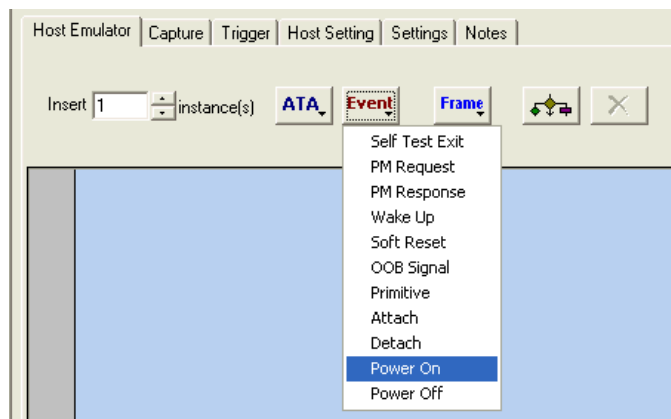 Host Emulator Capture Trigger Host Setting Settings Notes
Insert 1 instance(s) ATA Event Frame
Self Test Exit
PM Request
PM Response
Wake Up
Soft Reset
OOB Signal
Primitive
Attach
Detach
Power On
Power Off